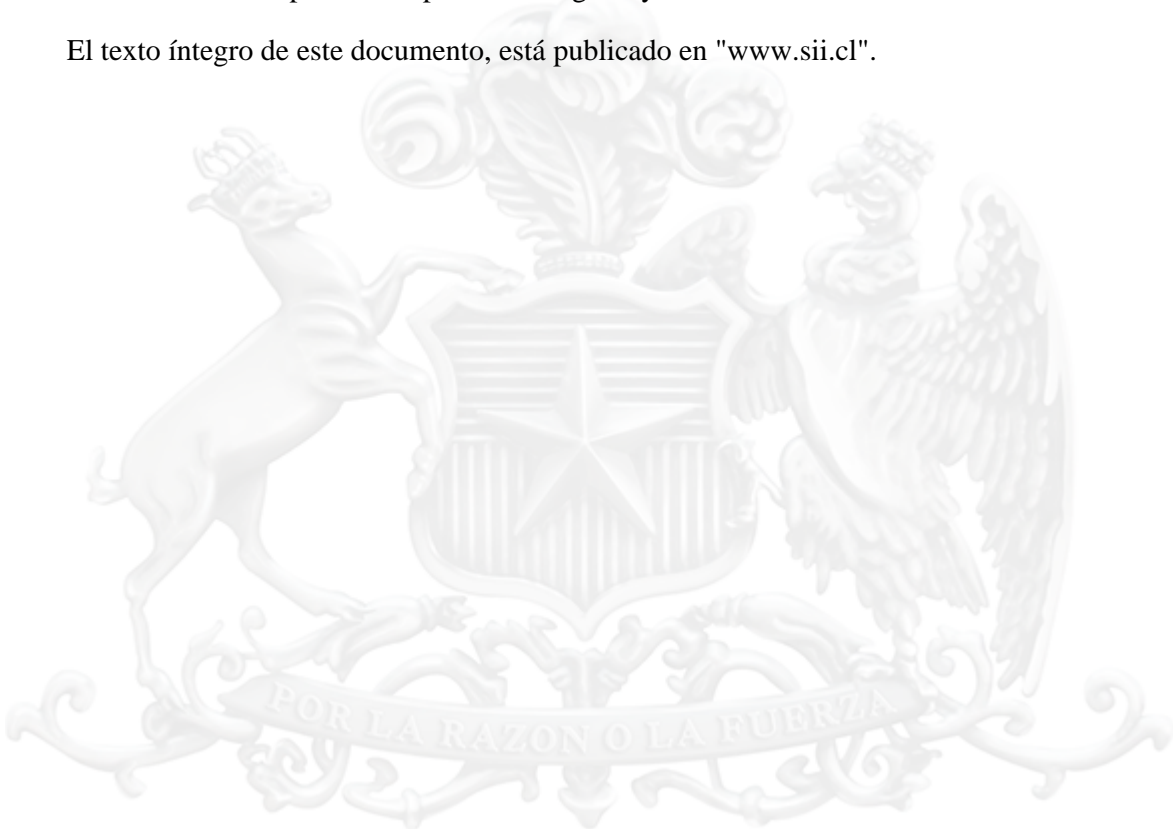 El texto íntegro de este documento, está publicado en "www.sii.cl".
POR LA RAZON O LA FUERZA